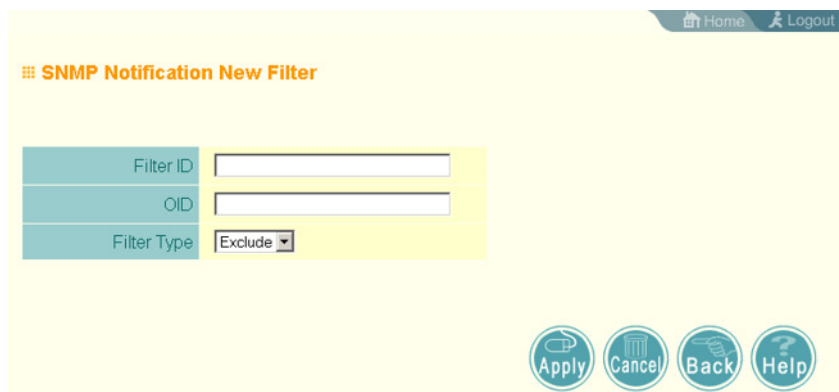 Home Logout
SNMP Notification New Filter
Filter ID
OID
Filter Type Exclude
Apply Cancel Back Help